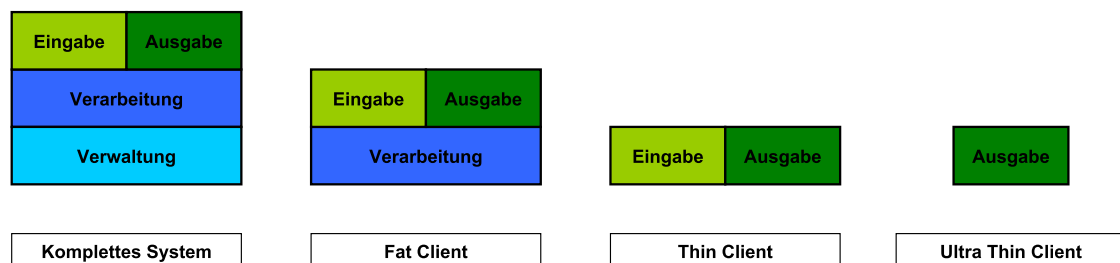 Eingabe Ausgabe
Verarbeitung
Verwaltung
Komplettes System
Eingabe Ausgabe
Verarbeitung
Fat Client
Eingabe Ausgabe
Thin Client
Ausgabe
Ultra Thin Client